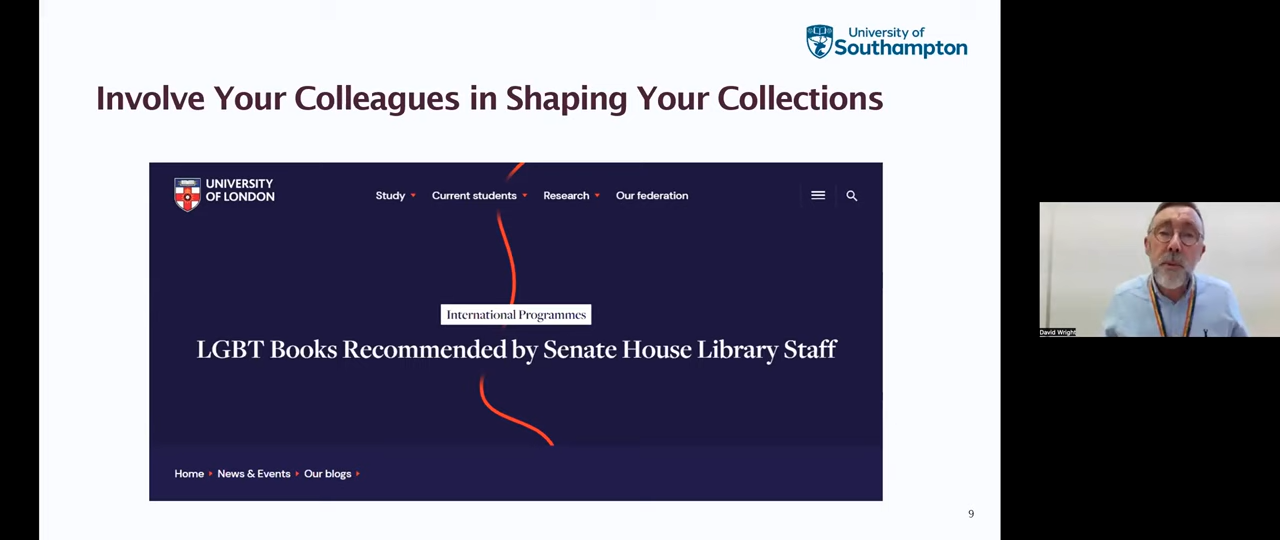 University of
Southampton
Involve Your Colleagues in Shaping Your Collections
UNIVERSITY
OF LONDON
Study
Current students
Research
Our federation
International Programmes
LGBT Books Recommended by Senate House Library Staff
Home
News & Events
Our blogs
9
David Wright